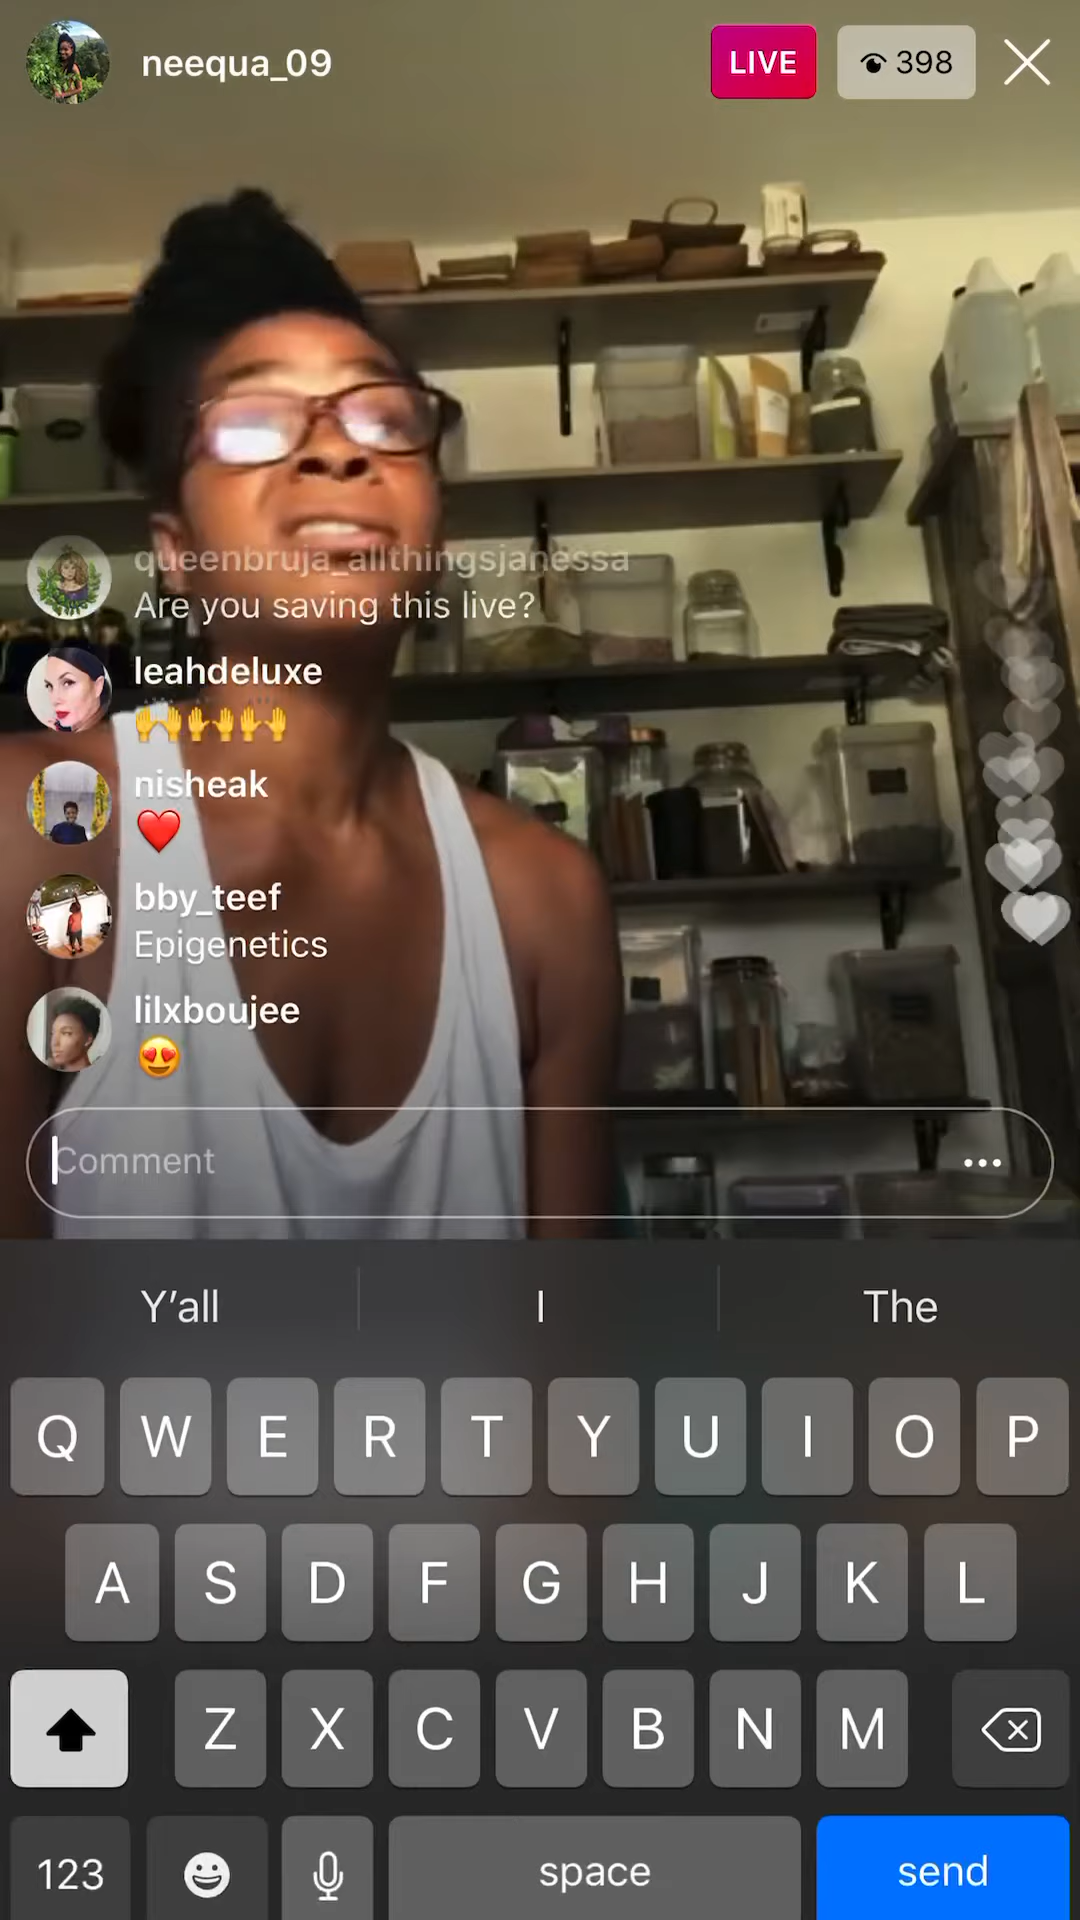 neequa_09
LIVE
398
queenbruja_allthingsjanessa
Are you saving this live?
leahdeluxe
🙌🙌🙌
nisheak
❤️
bby_teef
Epigenetics
lilxboujee
😍
Comment
Y'all I The
Q W E R T Y U I O P
A S D F G H J K L
Z X C V B N M
123 space send